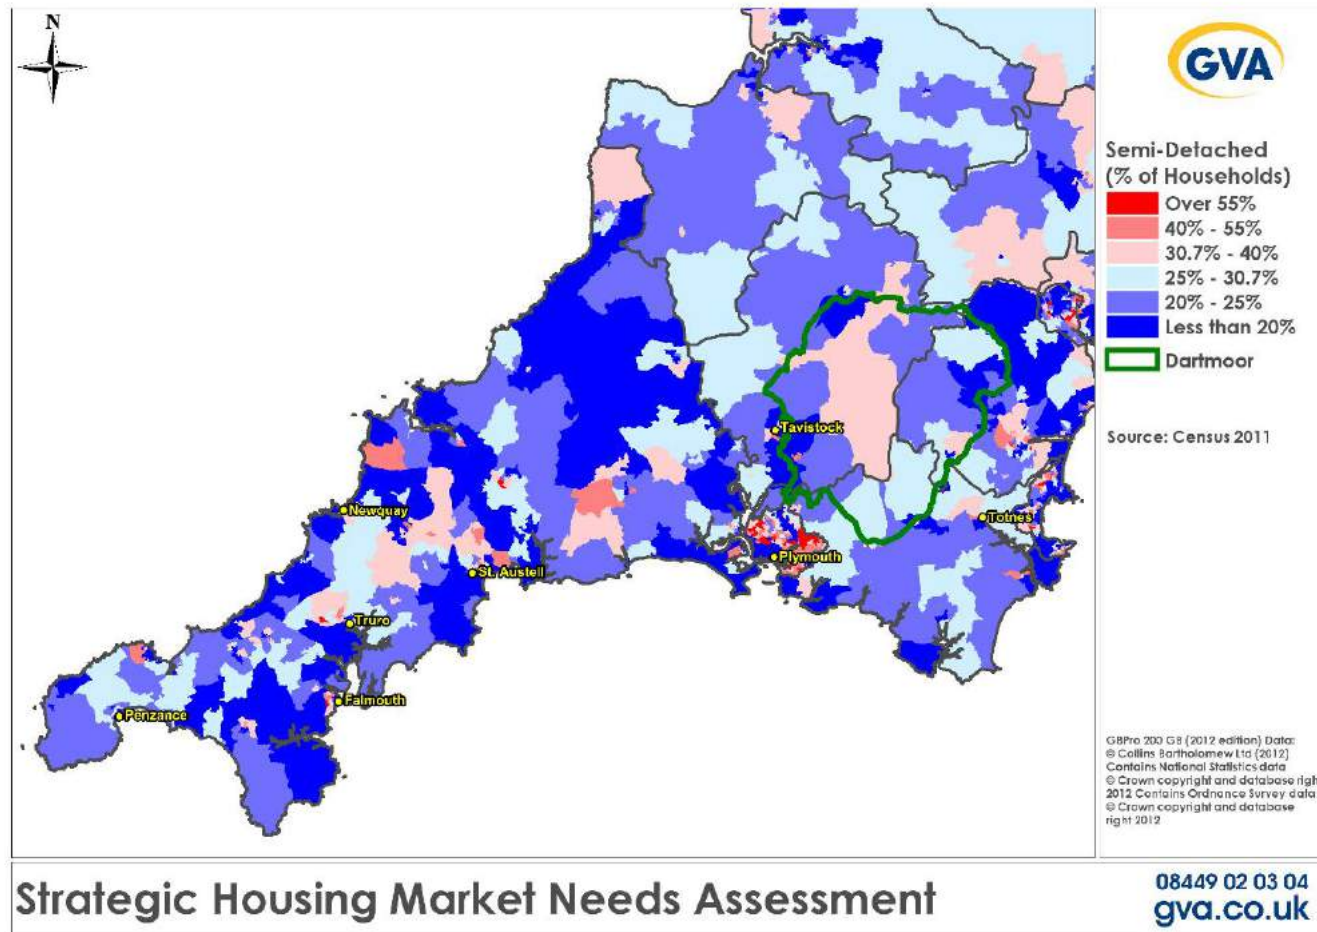 N
GVA
Semi-Detached
(% of Households)
Over 55%
40% - 55%
30.7% - 40%
25% - 30.7%
20% - 25%
Less than 20%
Dartmoor
Source: Census 2011
Tavistock
Newquay
Totnes
Plymouth
St. Austell
Truro
Falmouth
Penzance
GBPro 200 GB (2012 edition) Data:
© Collins Bartholomew Ltd (2012)
Contains National Statistics data
© Crown copyright and database righ
2012 Contains Ordnance Survey data
© Crown copyright and database
right 2012
Strategic Housing Market Needs Assessment
08449 02 03 04
gva.co.uk